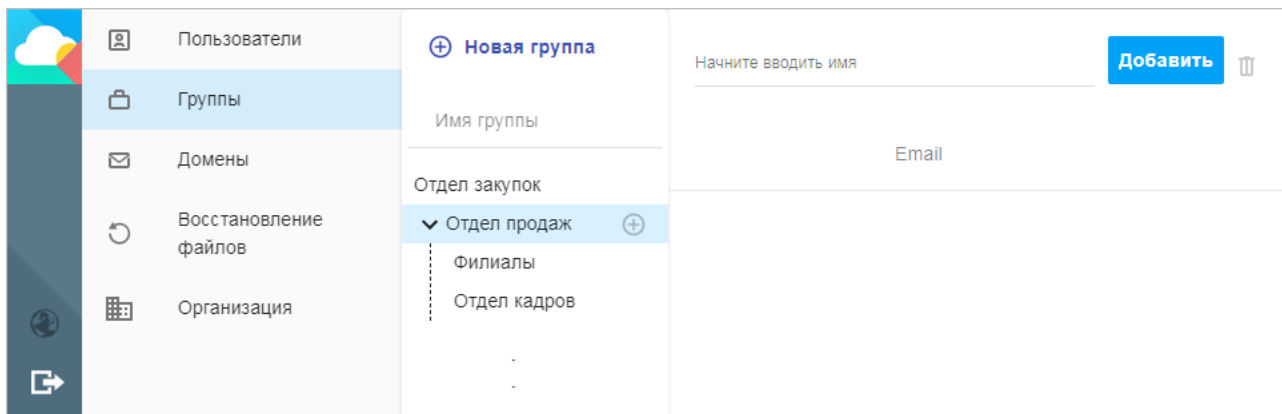 Пользователи
Группы
Домены
Восстановление
файлов
Организация
Новая группа
Имя группы
Отдел закупок
Отдел продаж
Филиалы
Отдел кадров
Начните вводить имя
Добавить
Email